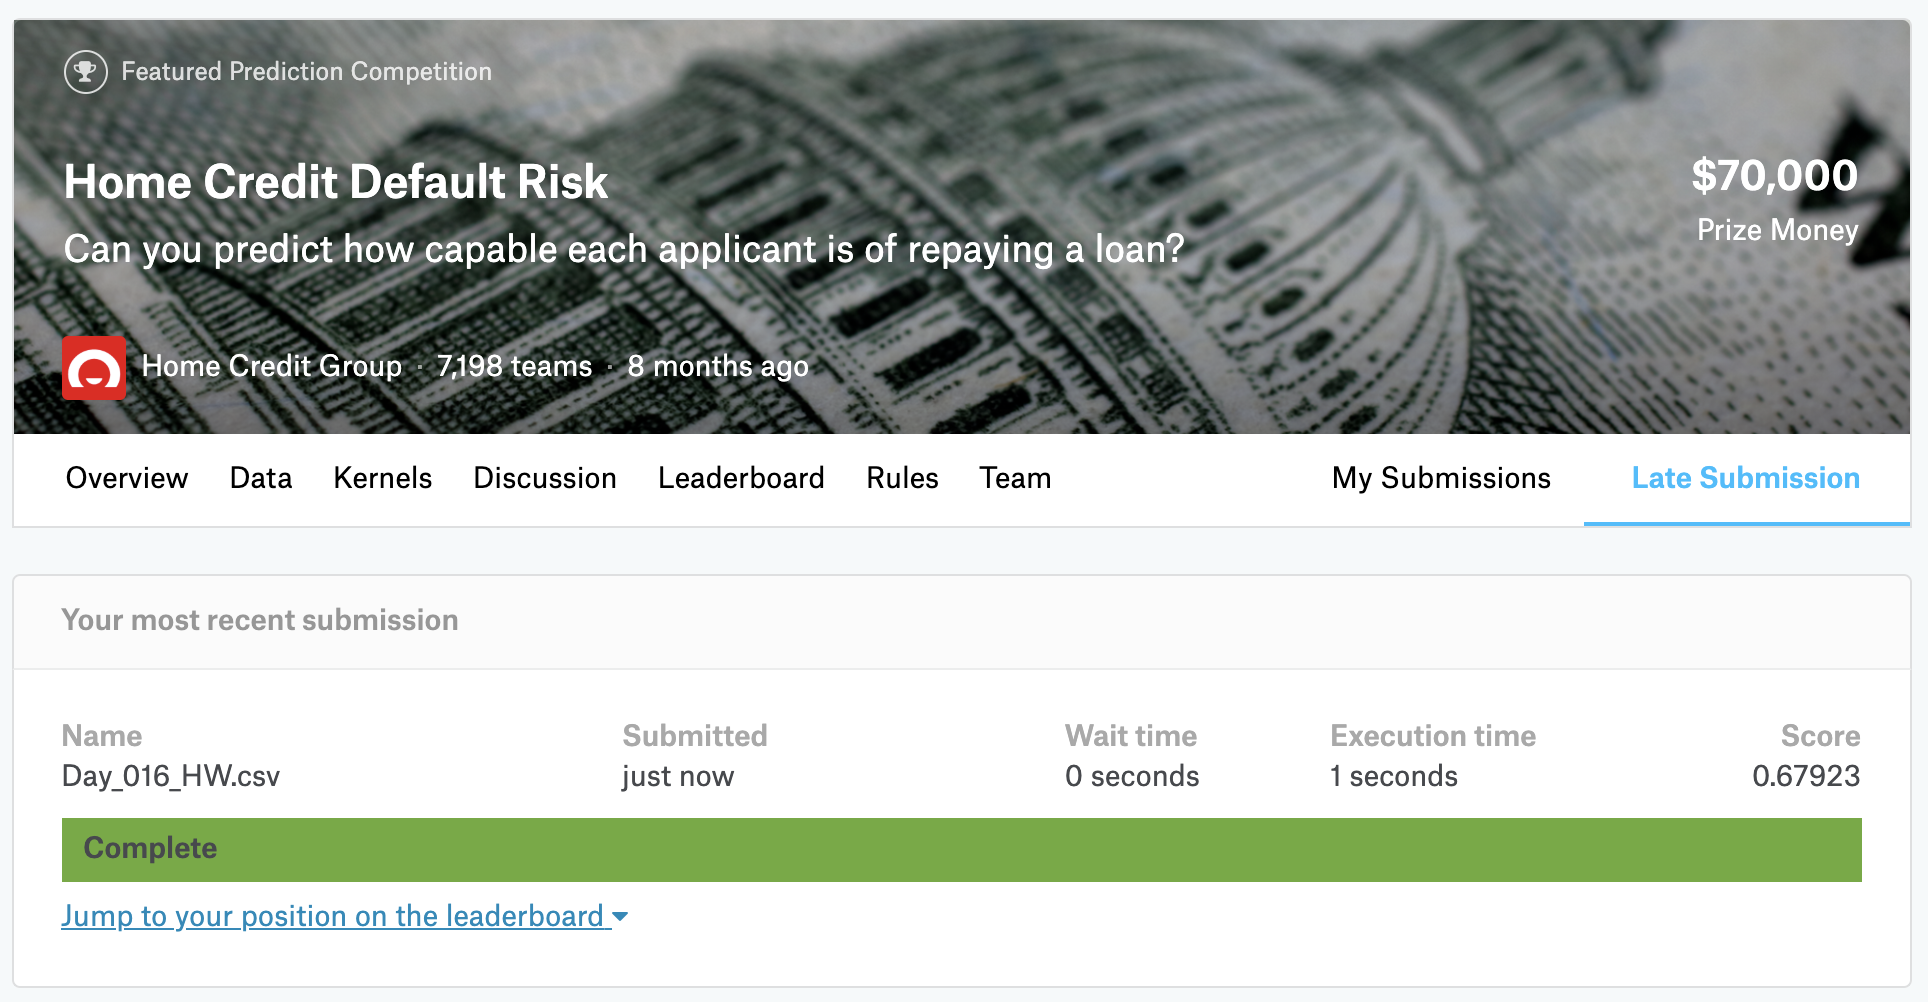 Featured Prediction Competition
Home Credit Default Risk
$70,000
Can you predict how capable each applicant is of repaying a loan?
Prize Money
Home Credit Group · 7,198 teams · 8 months ago
Overview Data Kernels Discussion Leaderboard Rules Team My Submissions Late Submission
Your most recent submission
Name Submitted Wait time Execution time Score
Day_016_HW.csv just now 0 seconds 1 seconds 0.67923
Complete
Jump to your position on the leaderboard